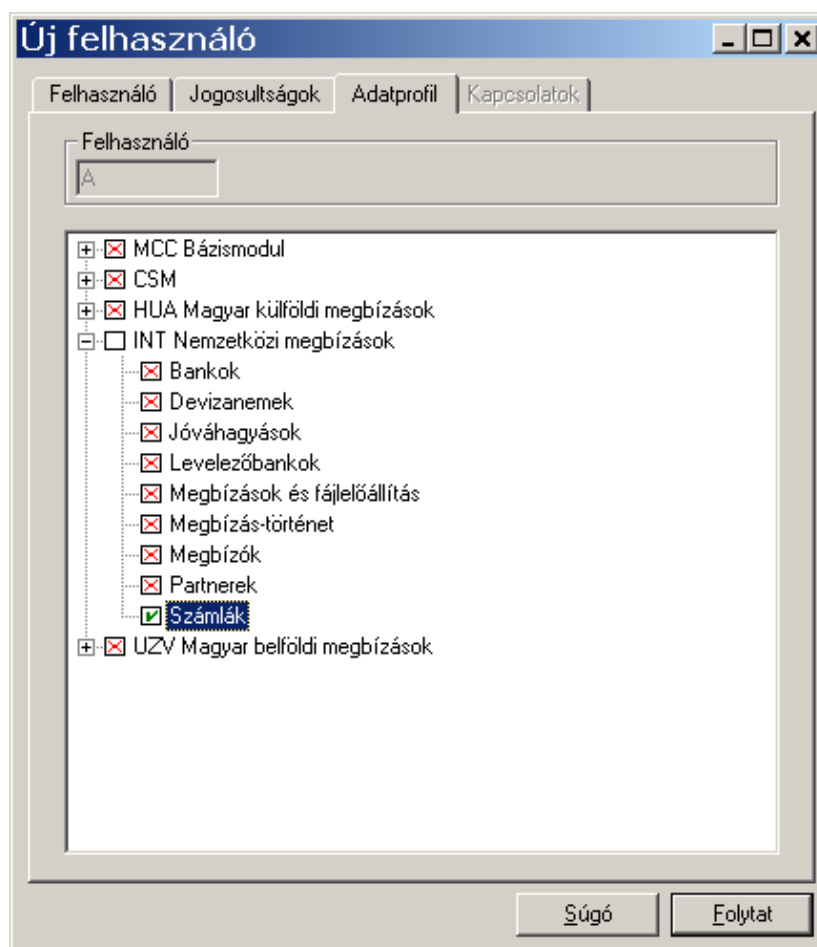 Új felhasználó
Felhasználó Jogosultságok Adatprofil Kapcsolatok
Felhasználó
A
MCC Bázismodul
CSM
HUA Magyar külföldi megbízások
INT Nemzetközi megbízások
Bankok
Devizanemek
Jóváhagyások
Levelezőbankok
Megbízások és fájlelőállítás
Megbízás-történet
Megbízók
Partnerek
Számlák
UZV Magyar belföldi megbízások
Súgó Folytat